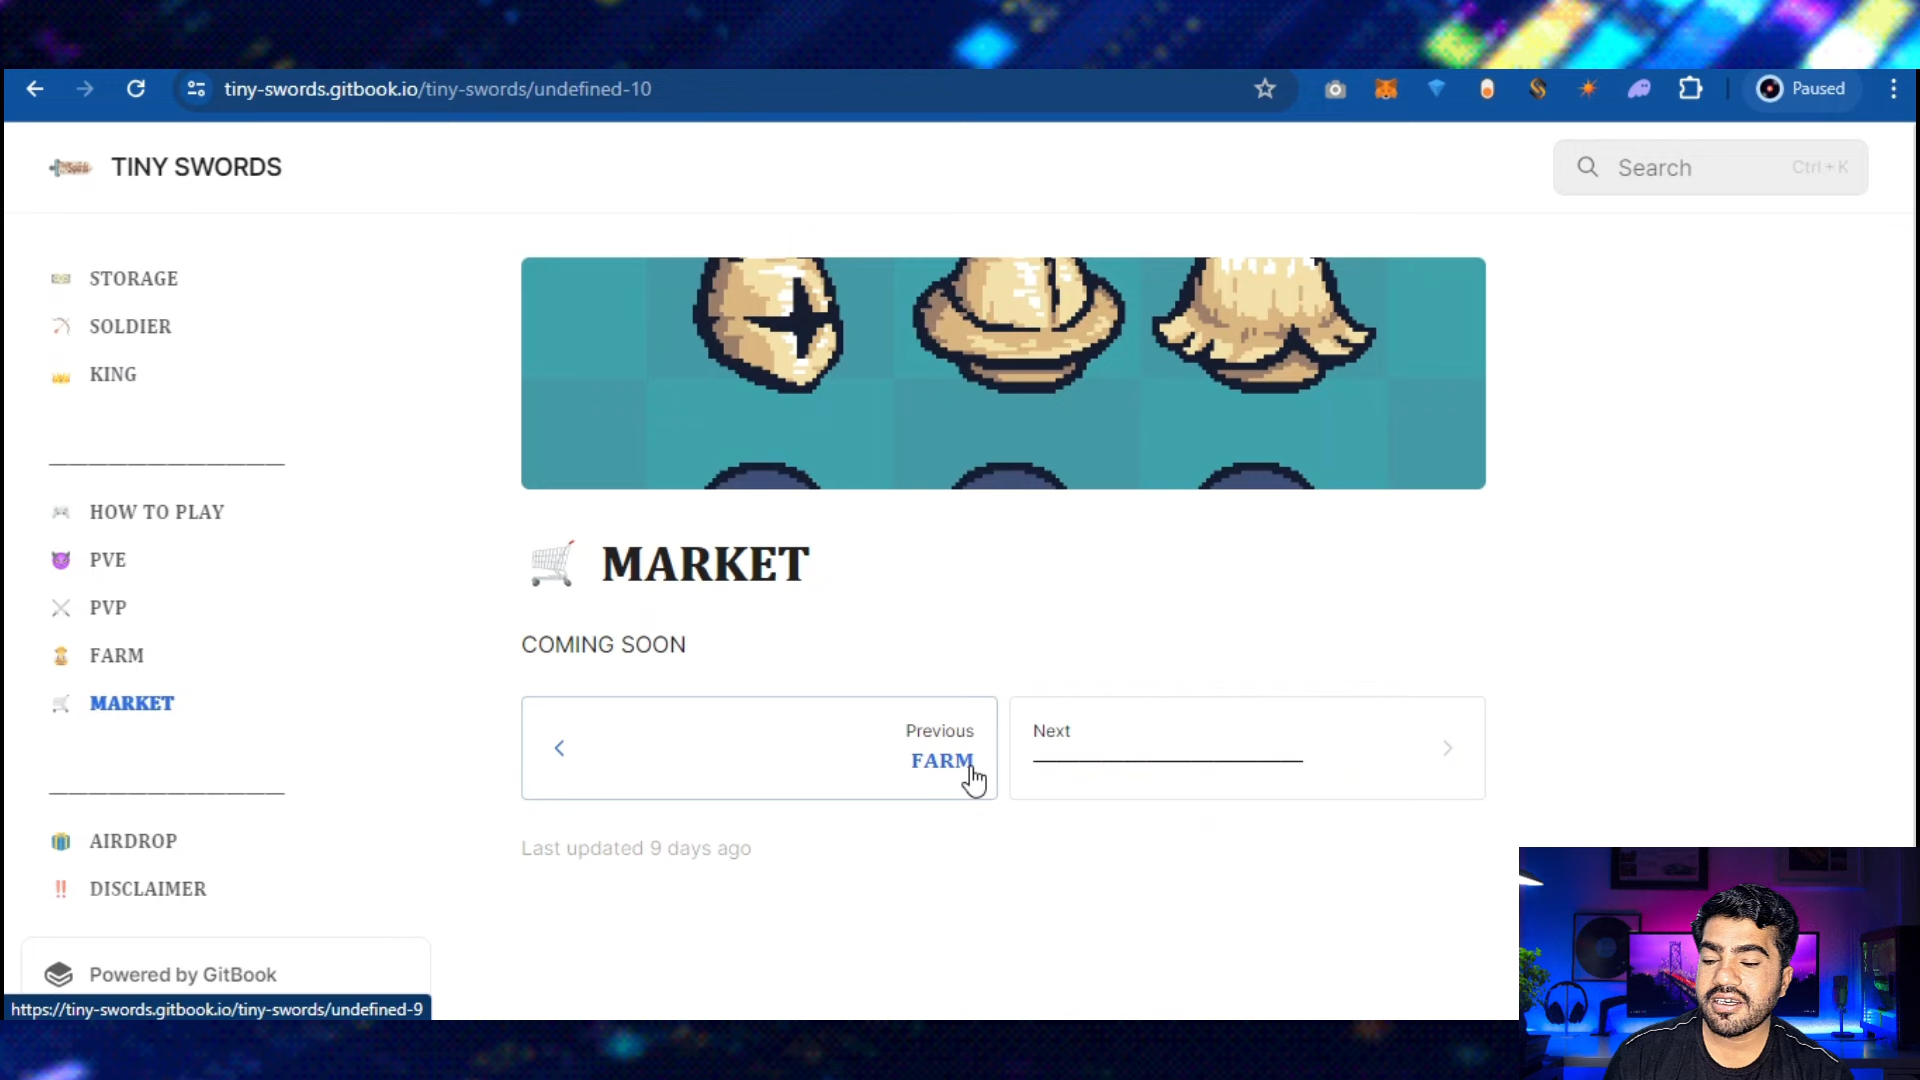 tiny-swords.gitbook.io/tiny-swords/undefined-10
Paused
TINY SWORDS
Search
Ctrl + K
STORAGE
SOLDIER
KING
HOW TO PLAY
PVE
PVP
FARM
MARKET
AIRDROP
DISCLAIMER
Powered by GitBook
https://tiny-swords.gitbook.io/tiny-swords/undefined-9
MARKET
COMING SOON
Previous
FARM
Next
Last updated 9 days ago